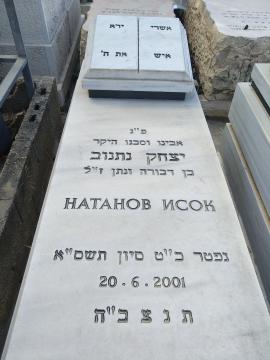 אשרי איש
ירא את ה'
פ"נ
אבינו וסבנו היקר
יצחק נתנוב
בן דבורה ונתן ז"ל
НАТАНОВ ИСОК
נפטר כ"ט סיון תשס"א
20-6-2001
תנצב"ה